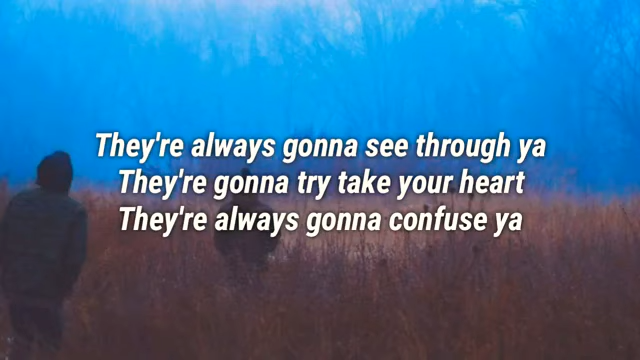 They're always gonna see through ya
They're gonna try take your heart
They're always gonna confuse ya